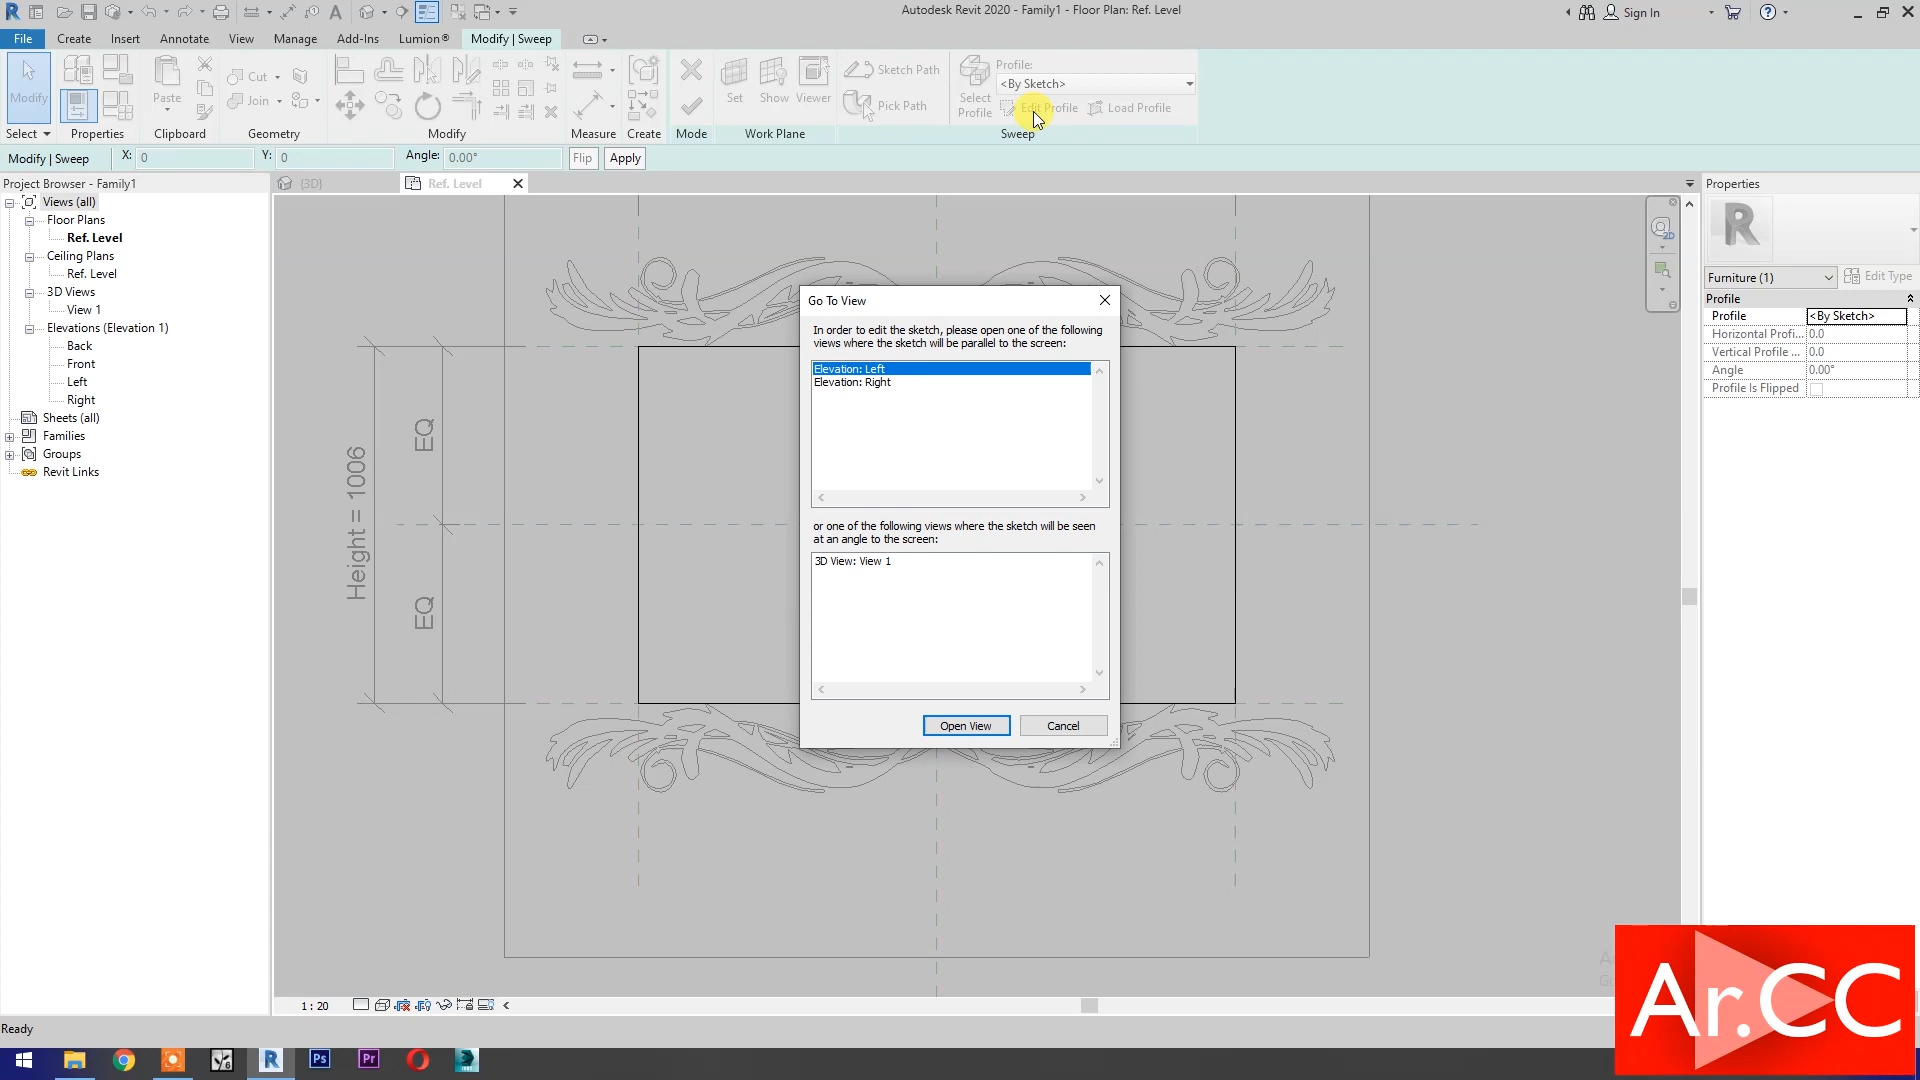 Autodesk Revit 2020 - Family1 - Floor Plan: Ref. Level
Sign In
File Create Insert Annotate View Manage Add-Ins Lumion® Modify | Sweep
Modify
Paste
Cut
Join
Set Show Viewer
Sketch Path
Pick Path
Select
Profile
Profile:
<By Sketch>
Edit Profile Load Profile
Select Properties Clipboard Geometry Modify Measure Create Mode Work Plane Sweep
Modify | Sweep X: 0 Y: 0 Angle: 0.00° Flip Apply
Project Browser - Family1
Views (all)
Floor Plans
Ref. Level
Ceiling Plans
Ref. Level
3D Views
View 1
Elevations (Elevation 1)
Back
Front
Left
Right
Sheets (all)
Families
Groups
Revit Links
{3D}
Ref. Level
2D
Height = 1006
EQ
EQ
Go To View
In order to edit the sketch, please open one of the following
views where the sketch will be parallel to the screen:
Elevation: Left
Elevation: Right
or one of the following views where the sketch will be seen
at an angle to the screen:
3D View: View 1
Open View Cancel
Properties
Furniture (1)
Edit Type
Profile
Profile <By Sketch>
Horizontal Profi... 0.0
Vertical Profile ... 0.0
Angle 0.00°
Profile Is Flipped
1 : 20
Ready
Ar.CC